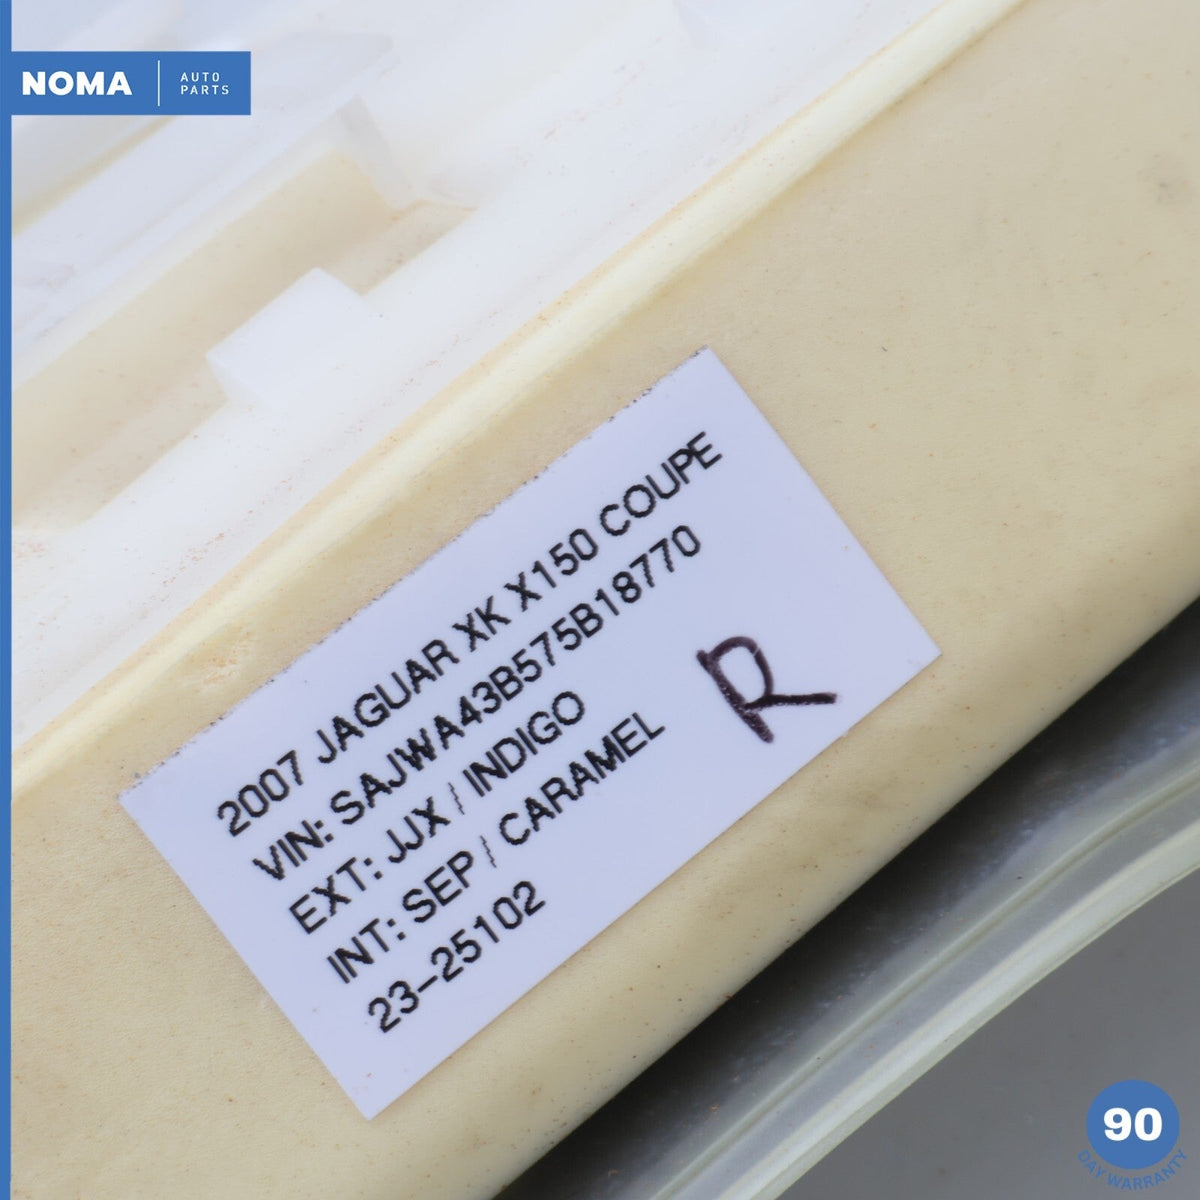 NOMA
AUTO
PARTS
2007 JAGUAR XK X150 COUPE
VIN: SAJWA43B575B18770
EXT: JJX / INDIGO
INT: SEP / CARAMEL
23-25102
R
90
DAY WARRANTY